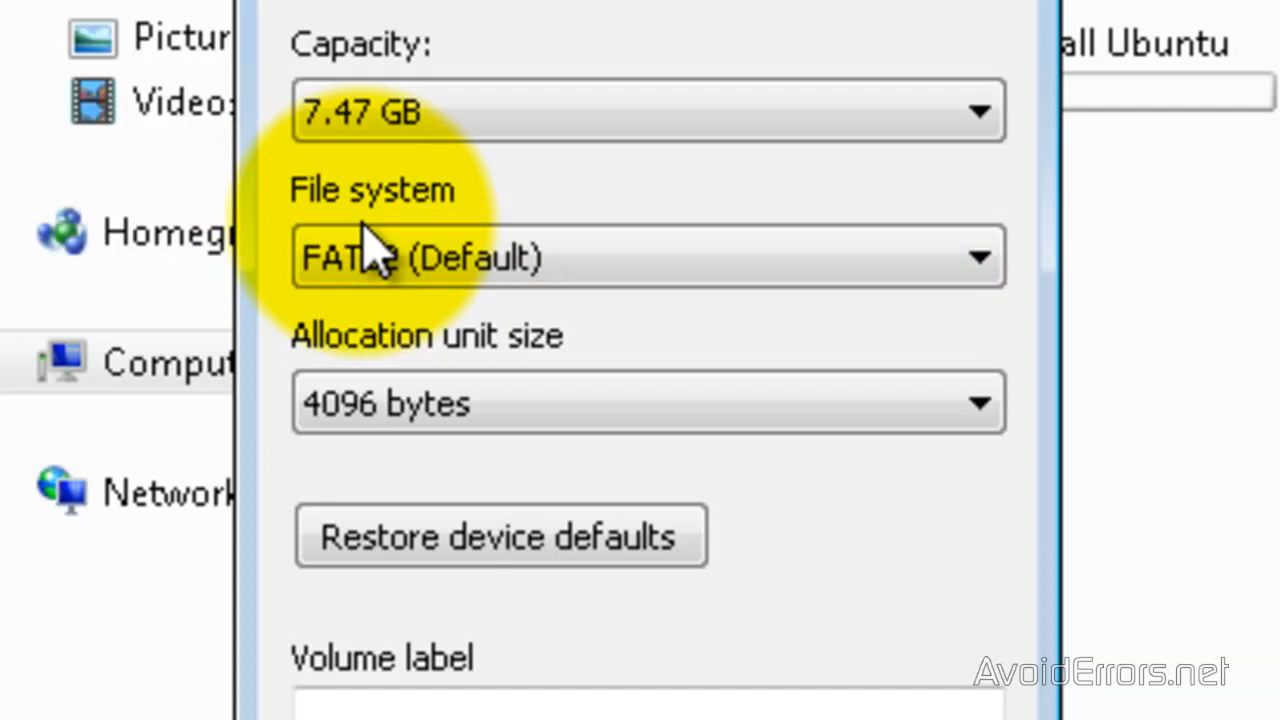 Pictur
all Ubuntu
Capacity:
7.47 GB
Video
File system
Homeg
(Default)
Allocation unit size
Comput
4096 bytes
Network
Restore device defaults
Volume label
AvoidErrors.net